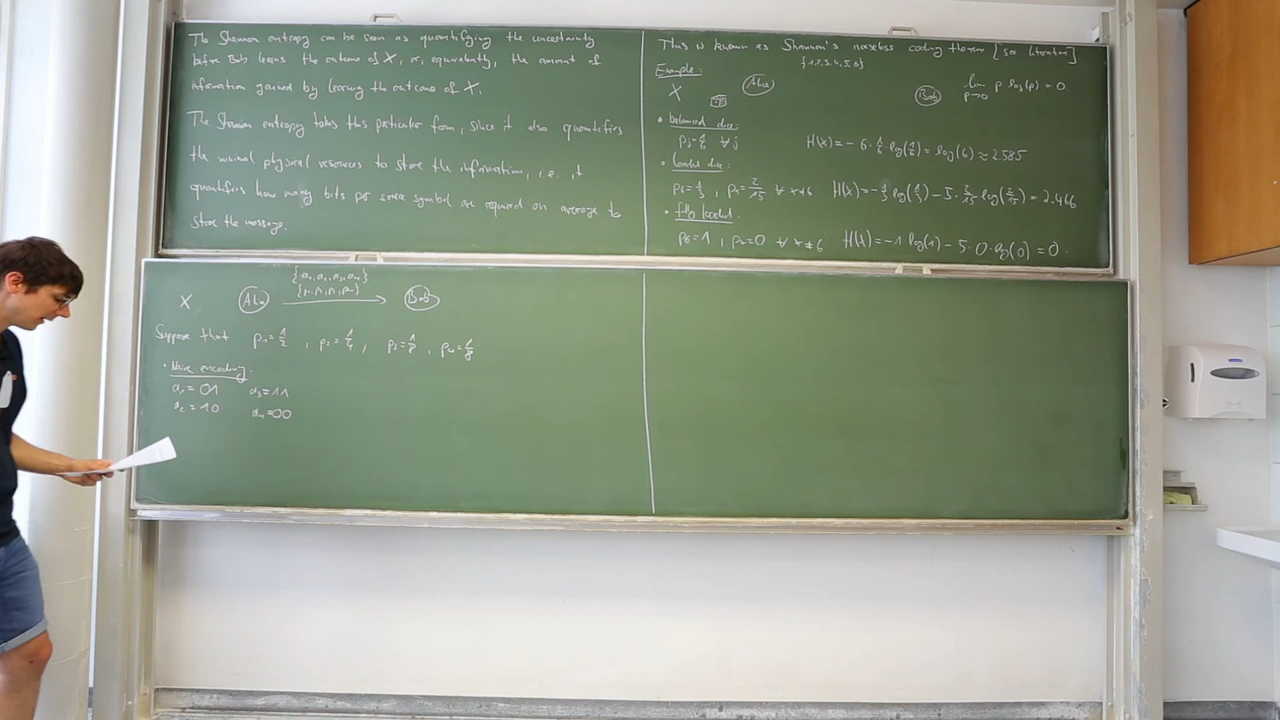 The Shannon entropy can be seen as quantifying the uncertainty
before Bob learns the outcome of X, or, equivalently, the amount of
information gained by learning the outcome of X.
The Shannon entropy takes this particular form, since it also quantifies
the minimal physical resources to store the information, i.e. it
quantifies how many bits per source symbol are required on average to
store the message.
This is known as Shannon's noiseless coding theorem [see literature].
Example:
{1,2,3,4,5,6}
X Alice Bob lim p→0 p log(p) = 0.
• balanced dice:
pj = 1/6 ∀ j H(X) = - 6 · 1/6 · log(1/6) = log(6) ≈ 2.585
• loaded dice:
p6 = 1/3, px = 2/15 ∀ x≠6 H(X) = -1/3 log(1/3) - 5 · 2/15 · log(2/15) = 2.466
• fully loaded:
p6 = 1, px = 0 ∀ x≠6 H(X) = -1 log(1) - 5·0·log(0) = 0.
{a1, a2, a3, a4}
{p1, p2, p3, p4}
X Alice → Bob
Suppose that p1 = 1/2, p2 = 1/4, p3 = 1/8, p4 = 1/8
• Naive encoding:
a1 = 01 a3 = 11
a2 = 10 a4 = 00